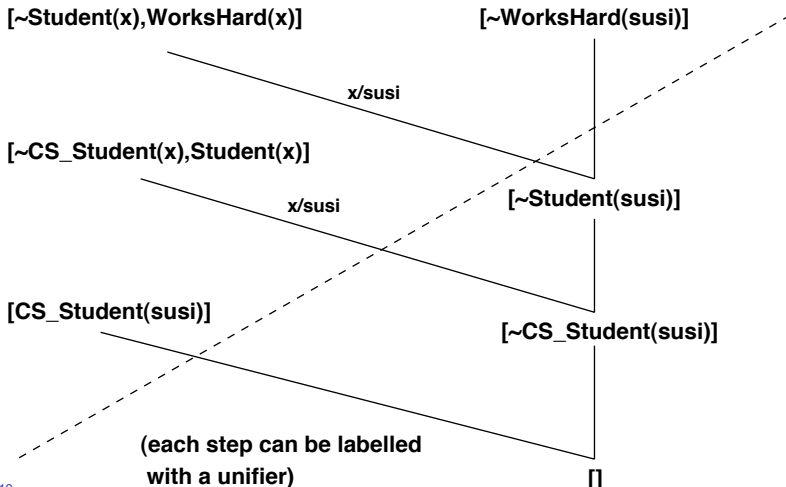 [~Student(x),WorksHard(x)]
[~WorksHard(susi)]
x/susi
[~CS_Student(x),Student(x)]
[~Student(susi)]
x/susi
[CS_Student(susi)]
[~CS_Student(susi)]
(each step can be labelled
with a unifier)
[]